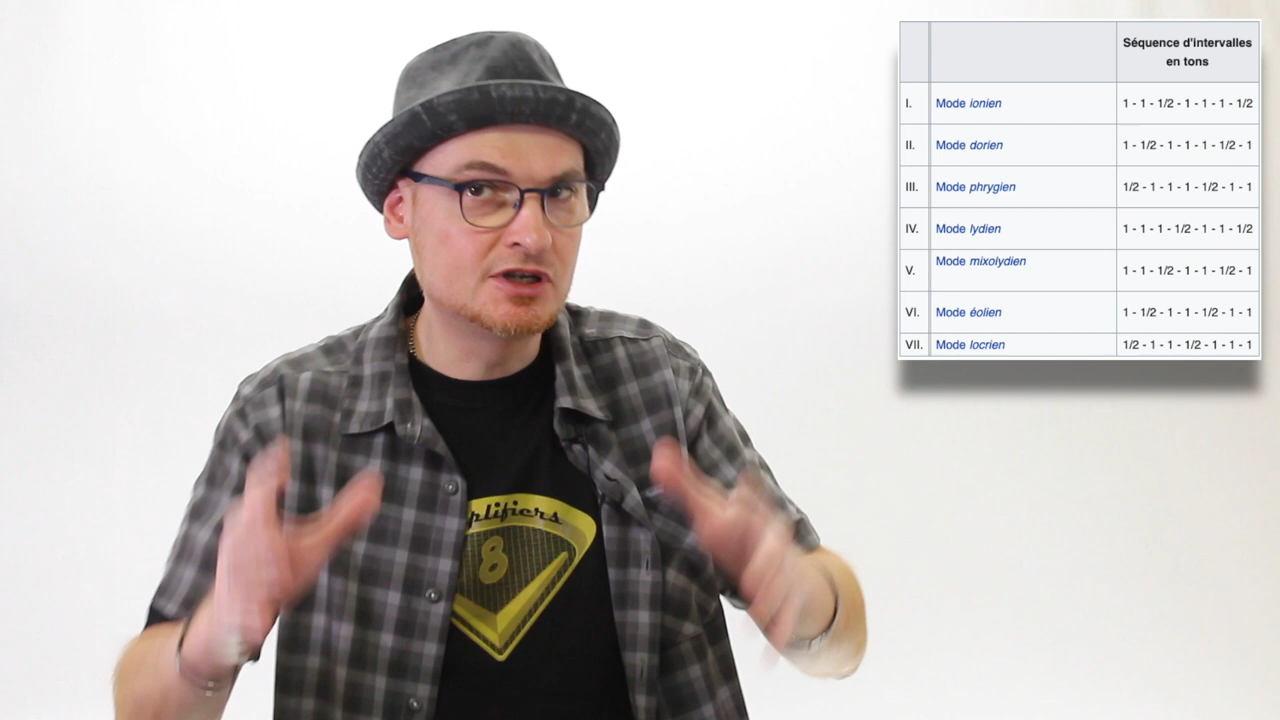 Séquence d'intervalles
en tons
I. Mode ionien 1 - 1 - 1/2 - 1 - 1 - 1 - 1/2
II. Mode dorien 1 - 1/2 - 1 - 1 - 1 - 1/2 - 1
III. Mode phrygien 1/2 - 1 - 1 - 1 - 1/2 - 1 - 1
IV. Mode lydien 1 - 1 - 1 - 1/2 - 1 - 1 - 1/2
V. Mode mixolydien 1 - 1 - 1/2 - 1 - 1 - 1/2 - 1
VI. Mode éolien 1 - 1/2 - 1 - 1 - 1/2 - 1 - 1
VII. Mode locrien 1/2 - 1 - 1 - 1/2 - 1 - 1 - 1
plifiers
8